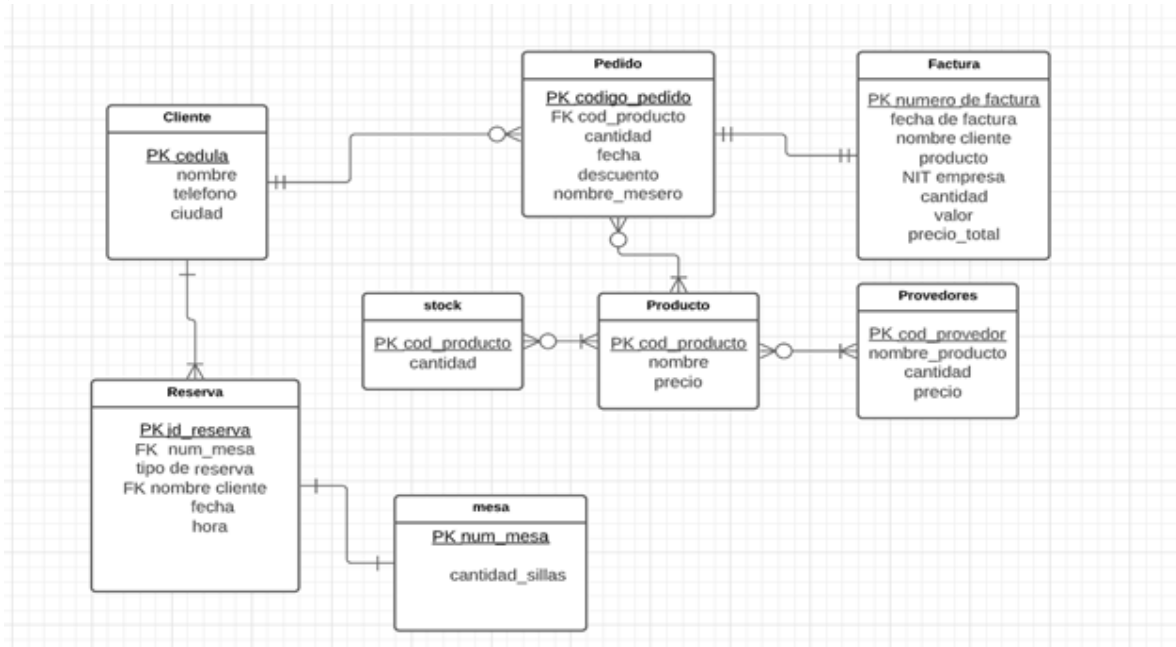 Pedido
PK codigo_pedido
FK cod_producto
cantidad
fecha
descuento
nombre_mesero
Factura
PK numero de factura
fecha de factura
nombre cliente
producto
NIT empresa
cantidad
valor
precio_total
Cliente
PK cedula
nombre
telefono
ciudad
stock
PK cod_producto
cantidad
Producto
PK cod_producto
nombre
precio
Provedores
PK cod_provedor
nombre_producto
cantidad
precio
Reserva
PK jd_reserva
FK num_mesa
tipo de reserva
FK nombre cliente
fecha
hora
mesa
PK num_mesa
cantidad_sillas